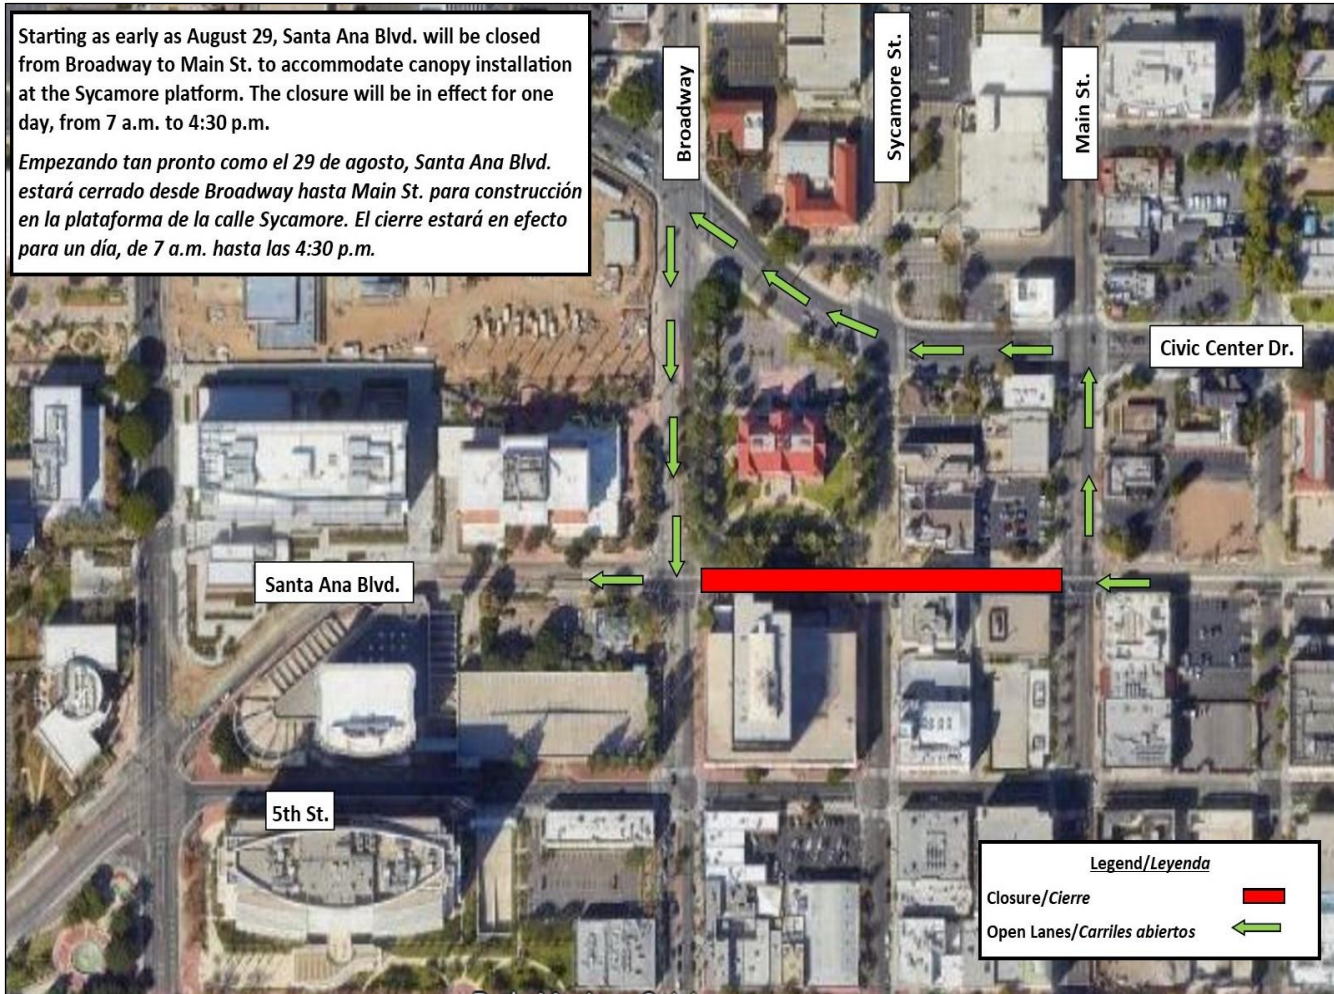 Starting as early as August 29, Santa Ana Blvd. will be closed
from Broadway to Main St. to accommodate canopy installation
at the Sycamore platform. The closure will be in effect for one
day, from 7 a.m. to 4:30 p.m.
Empezando tan pronto como el 29 de agosto, Santa Ana Blvd.
estará cerrado desde Broadway hasta Main St. para construcción
en la plataforma de la calle Sycamore. El cierre estará en efecto
para un día, de 7 a.m. hasta las 4:30 p.m.
Broadway
Sycamore St.
Main St.
Civic Center Dr.
Santa Ana Blvd.
5th St.
Legend/Leyenda
Closure/Cierre
Open Lanes/Carriles abiertos